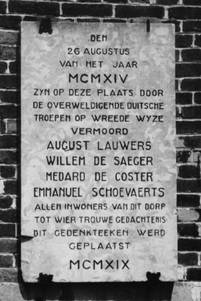 DEN
26 AUGUSTUS
VAN HET JAAR
MCMXIV
ZYN OP DEZE PLAATS DOOR
DE OVERWELDIGENDE DUITSCHE
TROEPEN OP WREEDE WYZE
VERMOORD
AUGUST LAUWERS
WILLEM DE SAEGER
MEDARD DE COSTER
EMMANUEL SCHOEVAERTS
ALLEN INWONERS VAN DIT DORP
TOT WIER TROUWE GEDACHTENIS
DIT GEDENKTEEKEN WERD
GEPLAATST
MCMXIX